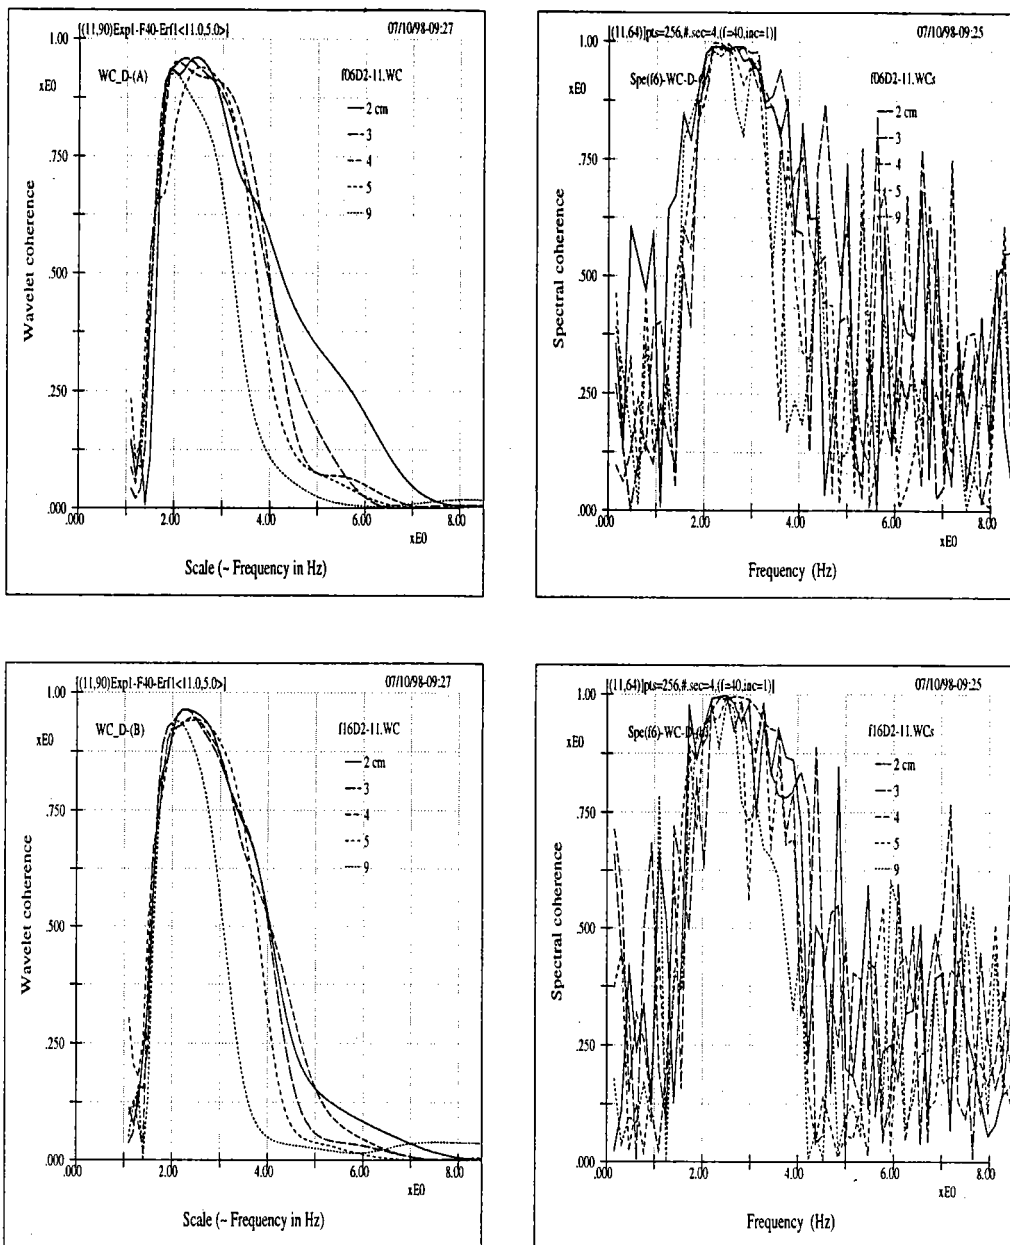 [(11,90)Exp1-F40-Erf1<11.0,5.0>]
07/10/98-09:27
1.00
xE0
WC_D-(A)
f06D2-11.WC
2 cm
3
4
5
9
.750
.500
.250
.000
Wavelet coherence
.000 2.00 4.00 6.00 8.00
xE0
Scale (~ Frequency in Hz)
[(11,64)]pts=256,#.sec=4,(f=40,inc=1)]
07/10/98-09:25
1.00
xE0
Spe(f6)-WC-D-
f06D2-11.WCs
2 cm
3
4
5
9
.750
.500
.250
.000
Spectral coherence
.000 2.00 4.00 6.00 8.00
xE0
Frequency (Hz)
[(11,90)Exp1-F40-Erf1<11.0,5.0>]
07/10/98-09:27
1.00
xE0
WC_D-(B)
f16D2-11.WC
2 cm
3
4
5
9
.750
.500
.250
.000
Wavelet coherence
.000 2.00 4.00 6.00 8.00
xE0
Scale (~ Frequency in Hz)
[(11,64)]pts=256,#.sec=4,(f=40,inc=1)]
07/10/98-09:25
1.00
xE0
Spe(f6)-WC-D-
f16D2-11.WCs
2 cm
3
4
5
9
.750
.500
.250
.000
Spectral coherence
.000 2.00 4.00 6.00 8.00
xE0
Frequency (Hz)